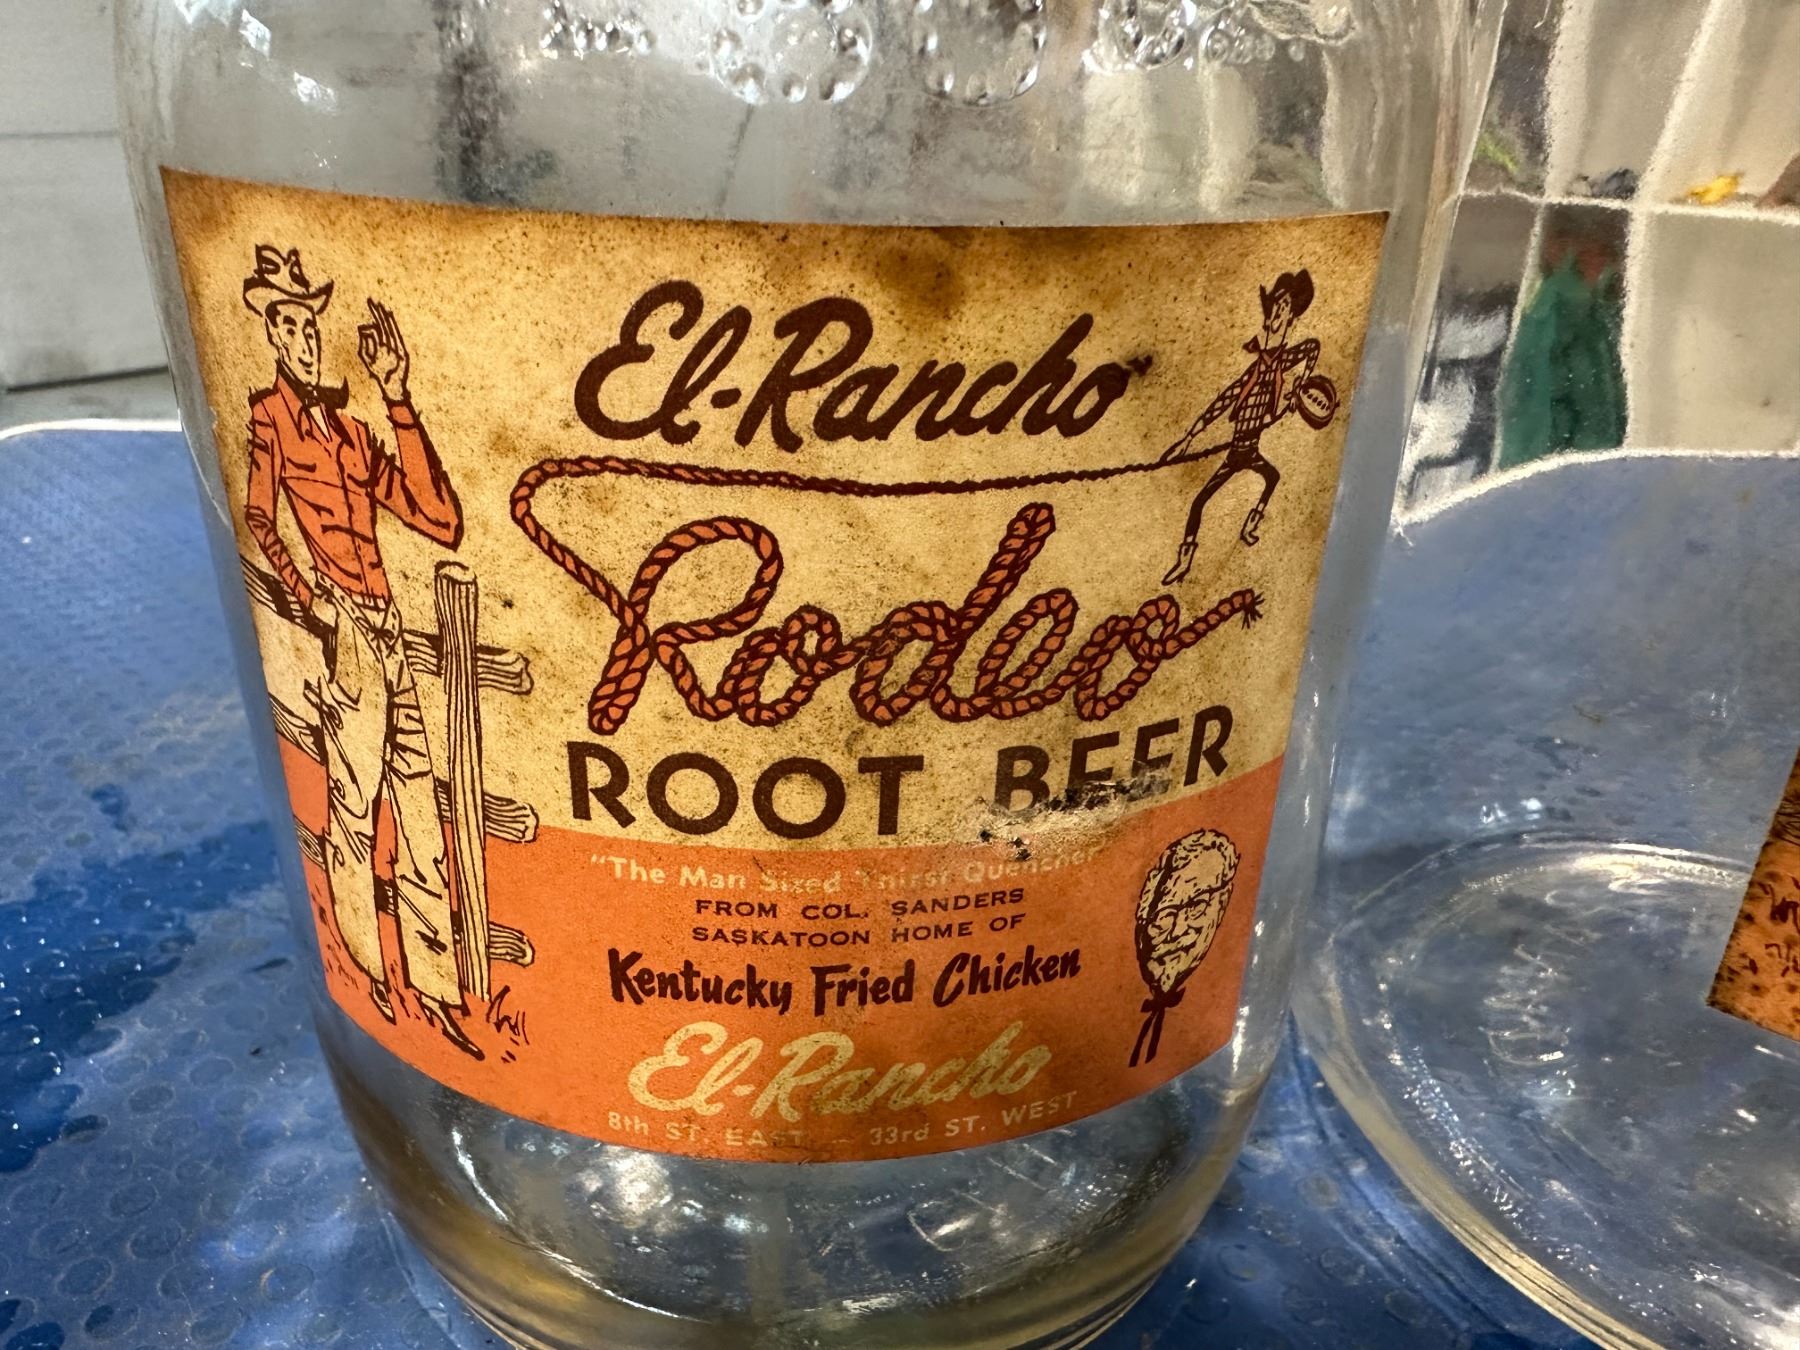 El-Rancho
Rodeo
ROOT BEER
"The Man Sized Thirst Quencher"
FROM COL. SANDERS
SASKATOON HOME OF
Kentucky Fried Chicken
El-Rancho
8th ST. EAST — 33rd ST. WEST